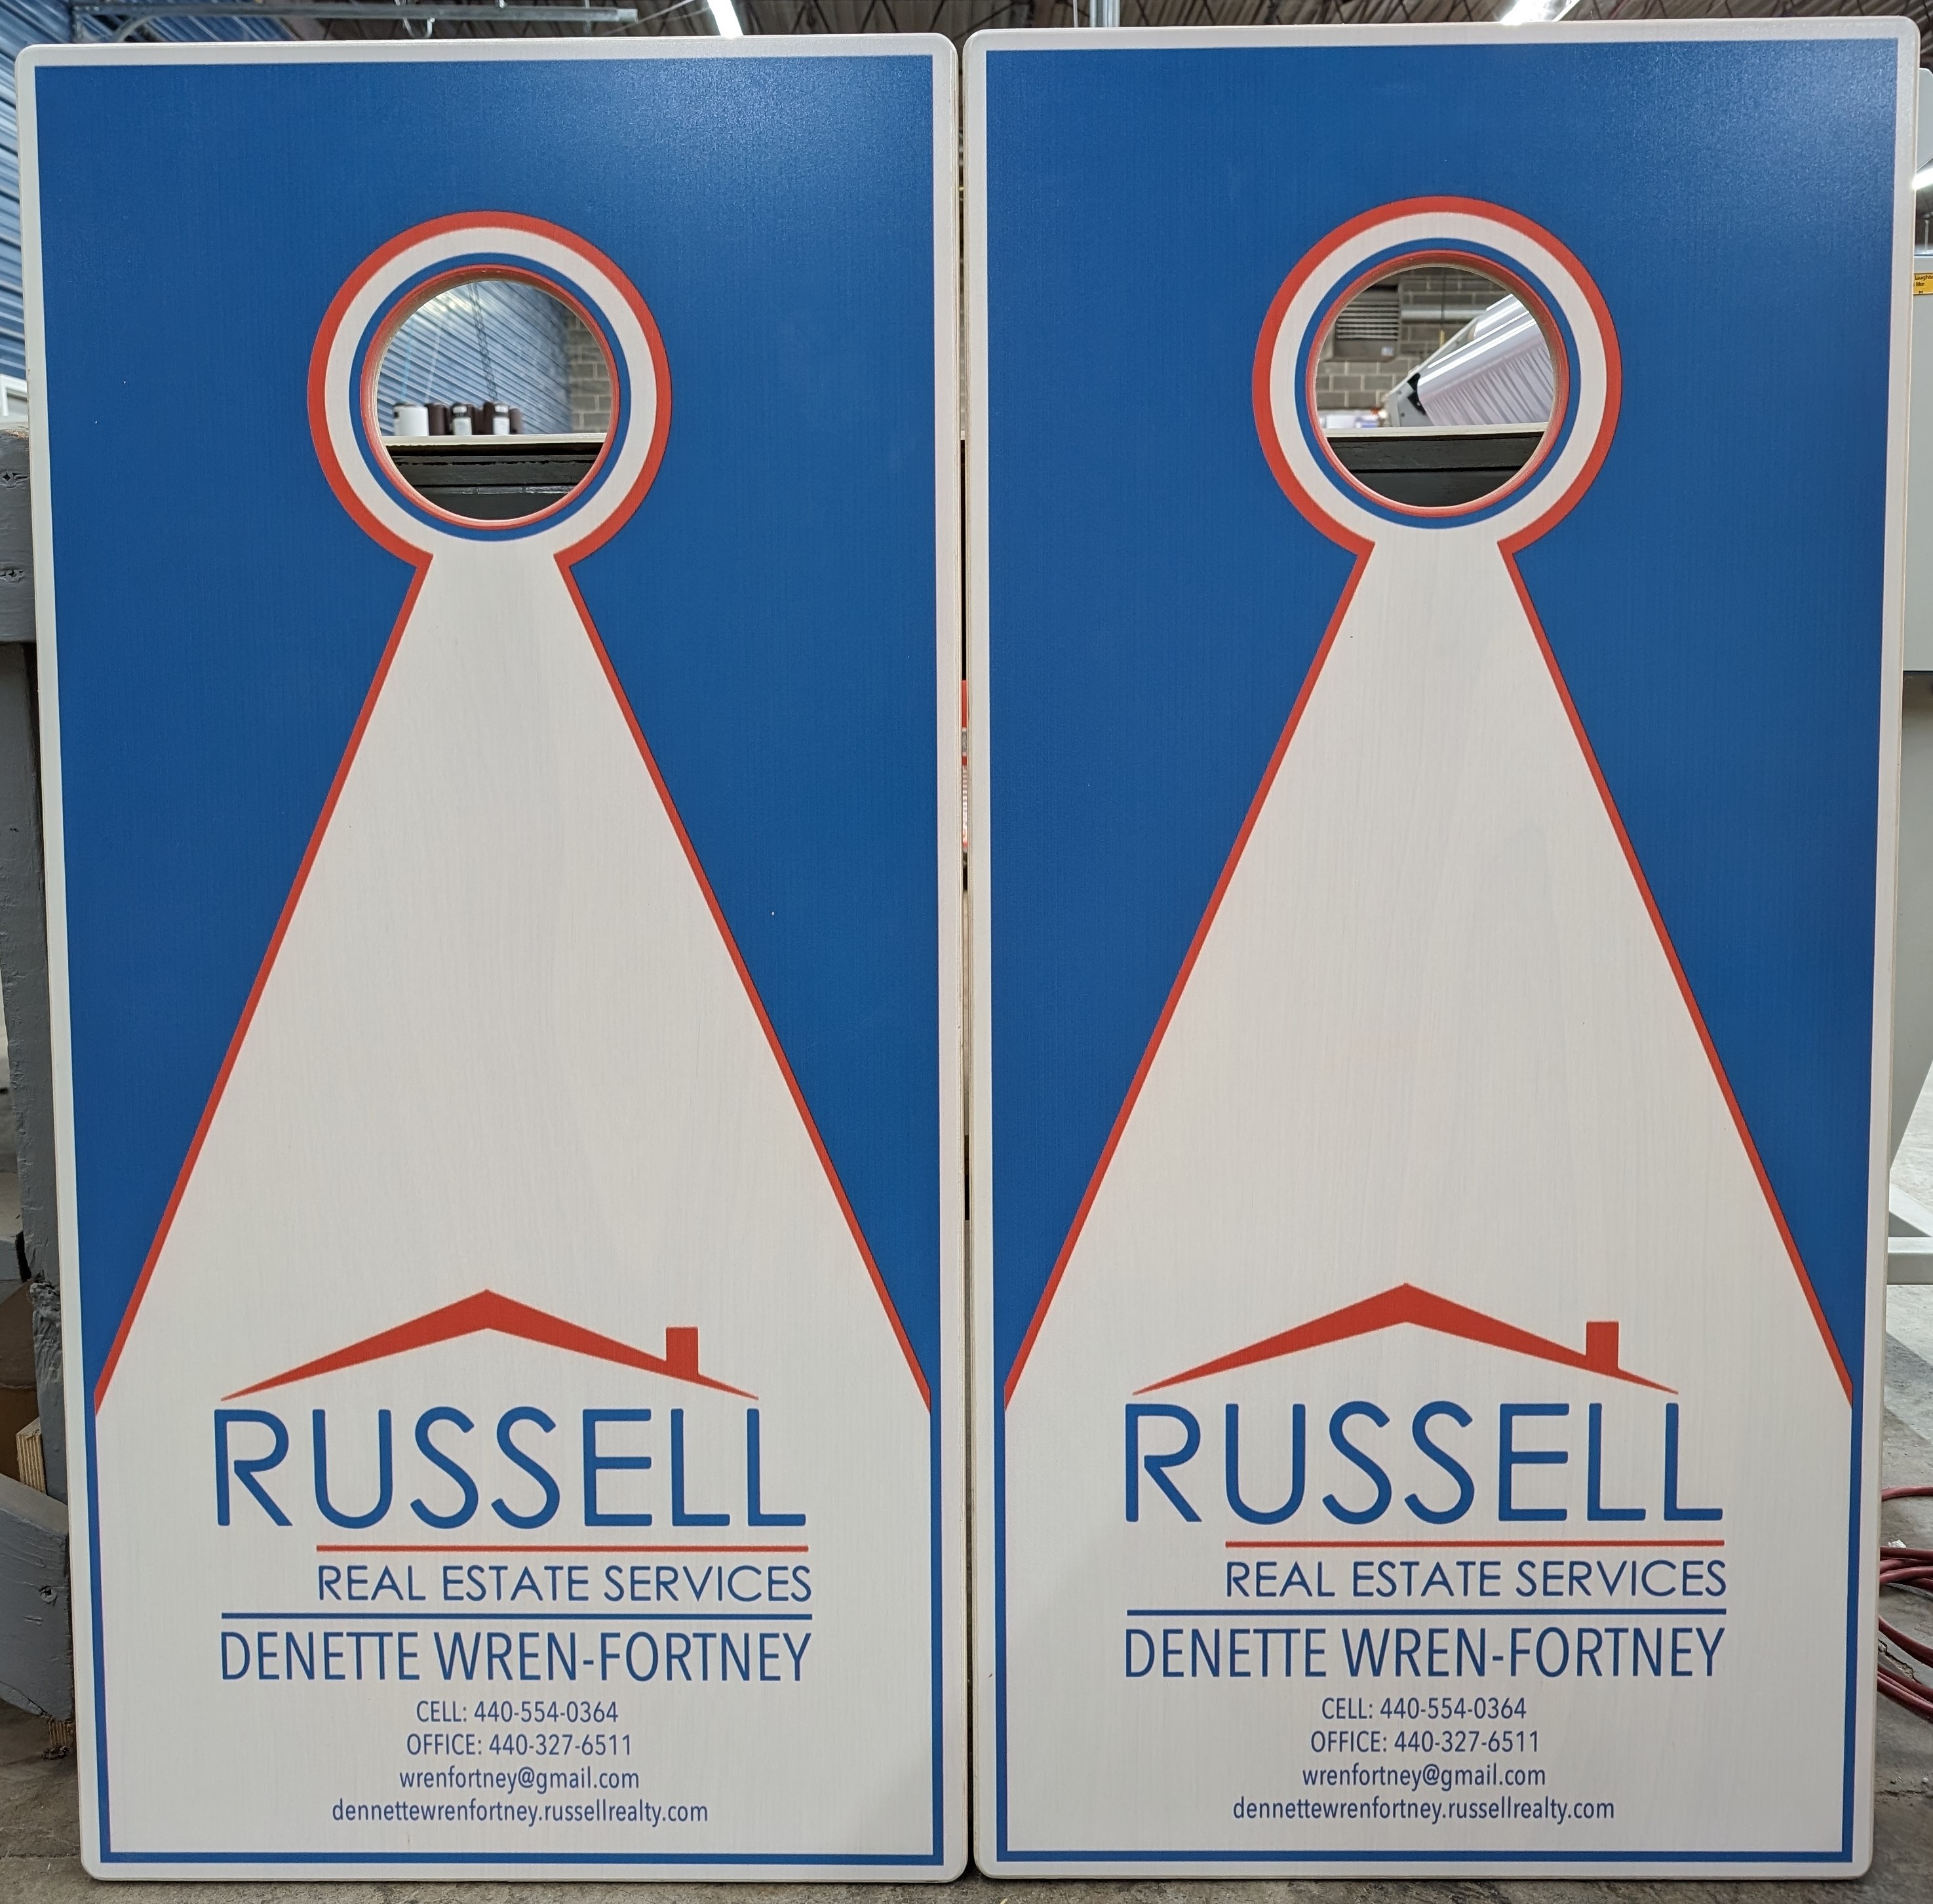 RUSSELL
REAL ESTATE SERVICES
DENETTE WREN-FORTNEY
CELL: 440-554-0364
OFFICE: 440-327-6511
wrenfortney@gmail.com
dennettewrenfortney.russellrealty.com
RUSSELL
REAL ESTATE SERVICES
DENETTE WREN-FORTNEY
CELL: 440-554-0364
OFFICE: 440-327-6511
wrenfortney@gmail.com
dennettewrenfortney.russellrealty.com